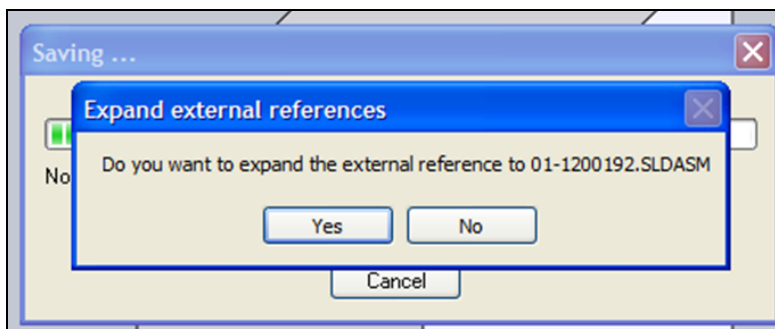 Saving ...
Expand external references
No
Do you want to expand the external reference to 01-1200192.SLDASM
Yes
No
Cancel